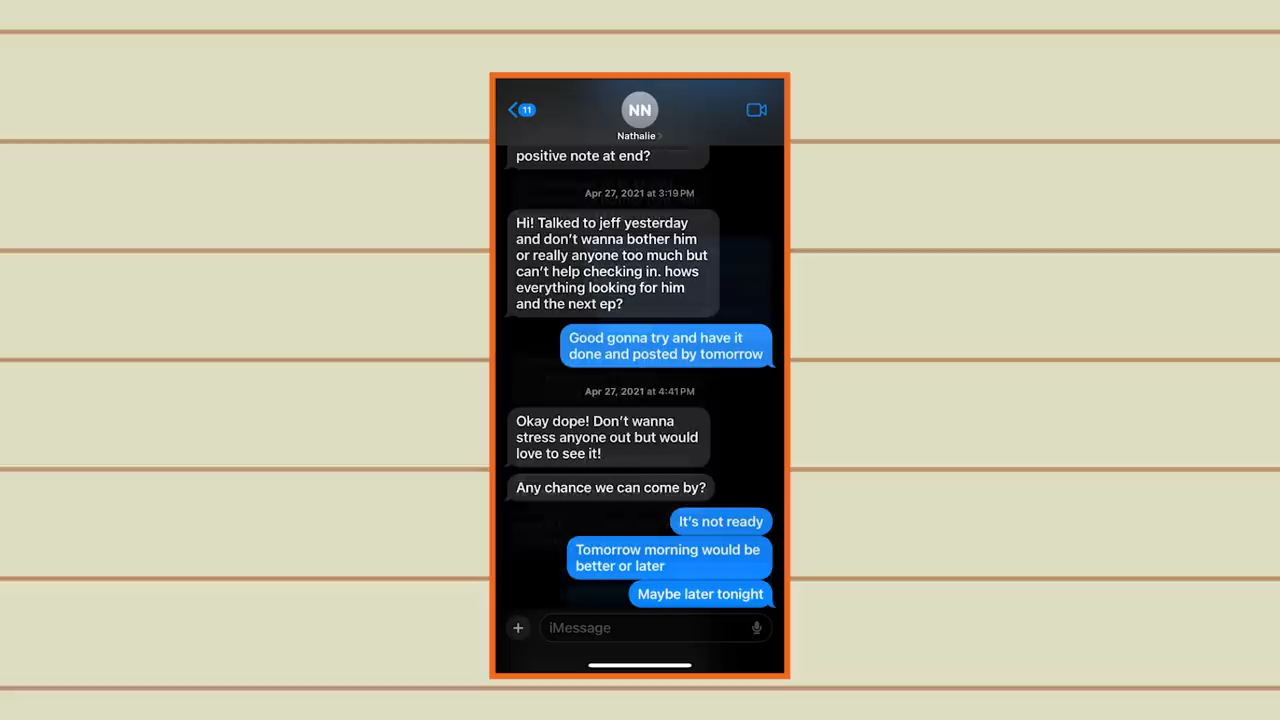 11
NN
Nathalie
positive note at end?
Apr 27, 2021 at 3:19 PM
Hi! Talked to jeff yesterday
and don't wanna bother him
or really anyone too much but
can't help checking in. hows
everything looking for him
and the next ep?
Good gonna try and have it
done and posted by tomorrow
Apr 27, 2021 at 4:41 PM
Okay dope! Don't wanna
stress anyone out but would
love to see it!
Any chance we can come by?
It's not ready
Tomorrow morning would be
better or later
Maybe later tonight
iMessage